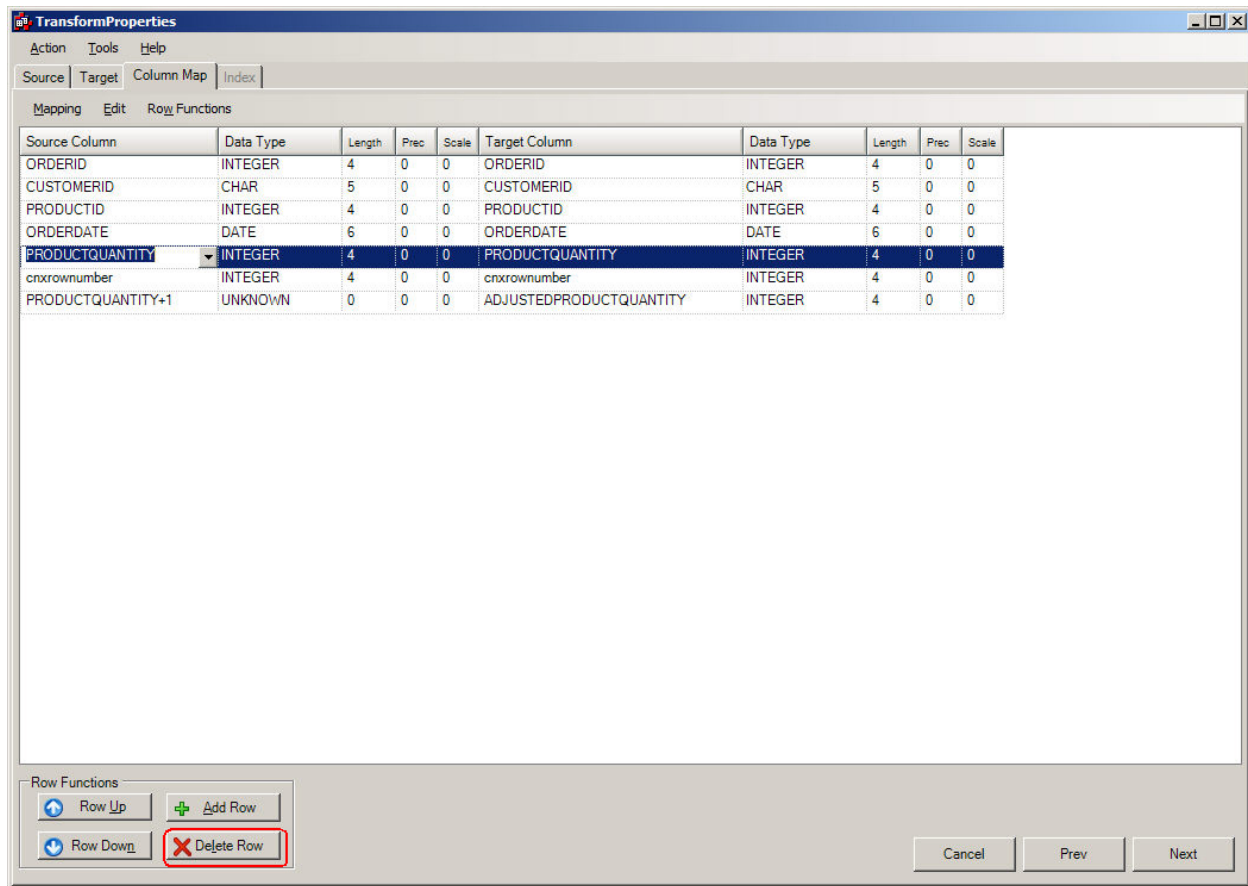 TransformProperties
Action Tools Help
Source Target Column Map Index
Mapping Edit Row Functions
Source Column Data Type Length Prec Scale Target Column Data Type Length Prec Scale
ORDERID INTEGER 4 0 0 ORDERID INTEGER 4 0 0
CUSTOMERID CHAR 5 0 0 CUSTOMERID CHAR 5 0 0
PRODUCTID INTEGER 4 0 0 PRODUCTID INTEGER 4 0 0
ORDERDATE DATE 6 0 0 ORDERDATE DATE 6 0 0
PRODUCTQUANTITY INTEGER 4 0 0 PRODUCTQUANTITY INTEGER 4 0 0
cnxrownumber INTEGER 4 0 0 cnxrownumber INTEGER 4 0 0
PRODUCTQUANTITY+1 UNKNOWN 0 0 0 ADJUSTEDPRODUCTQUANTITY INTEGER 4 0 0
Row Functions
Row Up Add Row
Row Down Delete Row
Cancel Prev Next